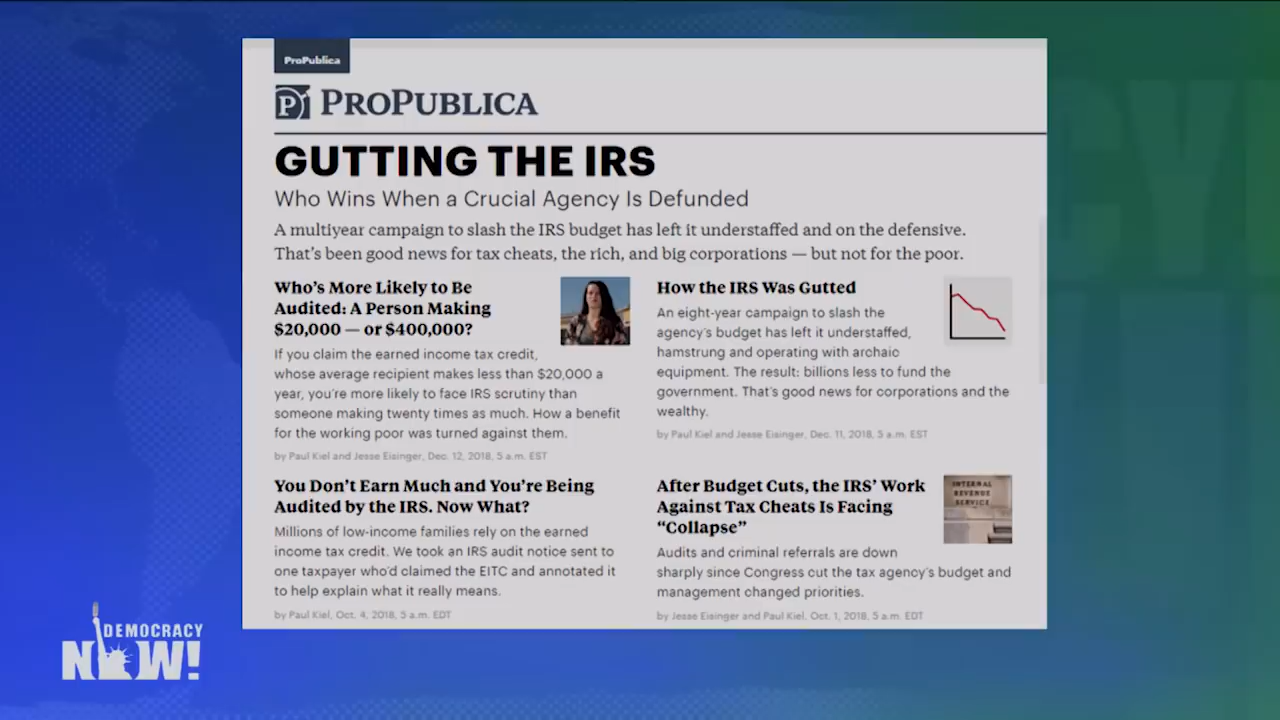 ProPublica
PROPUBLICA
GUTTING THE IRS
Who Wins When a Crucial Agency Is Defunded
A multiyear campaign to slash the IRS budget has left it understaffed and on the defensive.
That's been good news for tax cheats, the rich, and big corporations — but not for the poor.
Who's More Likely to Be
Audited: A Person Making
$20,000 — or $400,000?
If you claim the earned income tax credit,
whose average recipient makes less than $20,000 a
year, you're more likely to face IRS scrutiny than
someone making twenty times as much. How a benefit
for the working poor was turned against them.
by Paul Kiel and Jesse Eisinger, Dec. 12, 2018, 5 a.m. EST
How the IRS Was Gutted
An eight-year campaign to slash the
agency's budget has left it understaffed,
hamstrung and operating with archaic
equipment. The result: billions less to fund the
government. That's good news for corporations and the
wealthy.
by Paul Kiel and Jesse Eisinger, Dec. 11, 2018, 5 a.m. EST
You Don't Earn Much and You're Being
Audited by the IRS. Now What?
Millions of low-income families rely on the earned
income tax credit. We took an IRS audit notice sent to
one taxpayer who'd claimed the EITC and annotated it
to help explain what it really means.
by Paul Kiel, Oct. 4, 2018, 5 a.m. EDT
After Budget Cuts, the IRS' Work
Against Tax Cheats Is Facing
“Collapse”
Audits and criminal referrals are down
sharply since Congress cut the tax agency's budget and
management changed priorities.
by Jesse Eisinger and Paul Kiel, Oct. 1, 2018, 5 a.m. EDT
INTERNAL
REVENUE
SERVICE
DEMOCRACY
NOW!